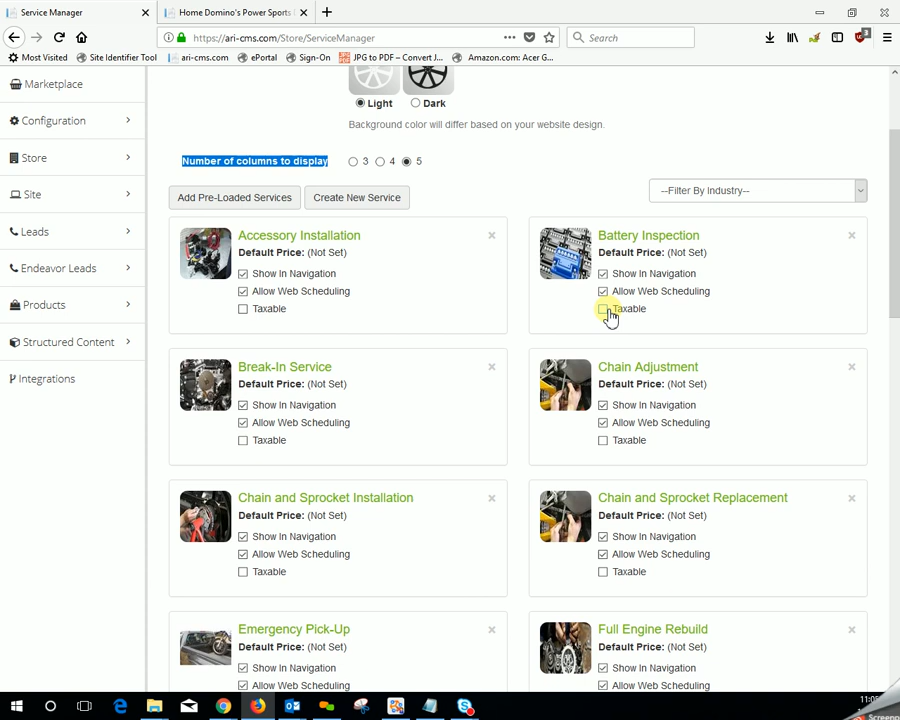 Service Manager
Home Domino's Power Sports
https://ari-cms.com/Store/ServiceManager
Search
Most Visited
Site Identifier Tool
ari-cms.com
ePortal
Sign-On
JPG to PDF – Convert J...
Amazon.com: Acer G...
Marketplace
Configuration
Store
Site
Leads
Endeavor Leads
Products
Structured Content
Integrations
Light
Dark
Background color will differ based on your website design.
Number of columns to display
3
4
5
Add Pre-Loaded Services
Create New Service
--Filter By Industry--
Accessory Installation
Default Price: (Not Set)
Show In Navigation
Allow Web Scheduling
Taxable
Battery Inspection
Default Price: (Not Set)
Show In Navigation
Allow Web Scheduling
Taxable
Break-In Service
Default Price: (Not Set)
Show In Navigation
Allow Web Scheduling
Taxable
Chain Adjustment
Default Price: (Not Set)
Show In Navigation
Allow Web Scheduling
Taxable
Chain and Sprocket Installation
Default Price: (Not Set)
Show In Navigation
Allow Web Scheduling
Taxable
Chain and Sprocket Replacement
Default Price: (Not Set)
Show In Navigation
Allow Web Scheduling
Taxable
Emergency Pick-Up
Default Price: (Not Set)
Show In Navigation
Allow Web Scheduling
Full Engine Rebuild
Default Price: (Not Set)
Show In Navigation
Allow Web Scheduling